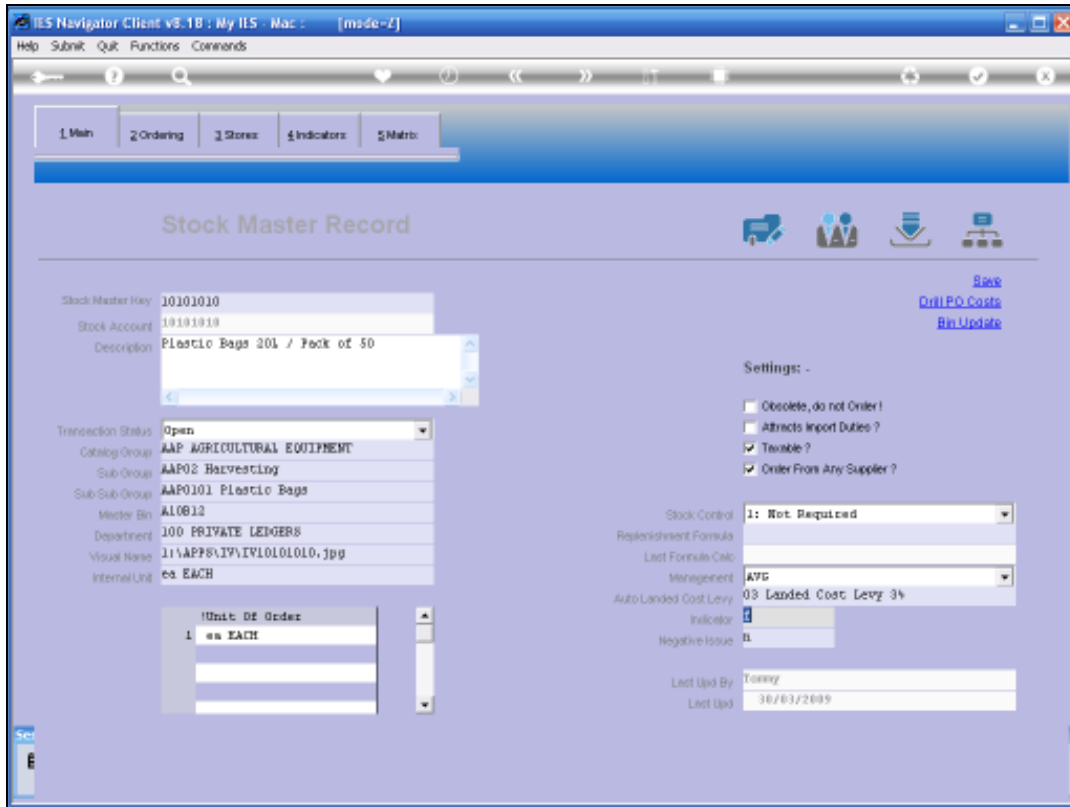 IES Navigator Client v8.1B : My IES - Mac : [mode=Z]
Help Submit Quit Functions Commands
1 Main 2 Ordering 3 Stores 4 Indicators 5 Matrix
Stock Master Record
Save
Drill PO Costs
Bin Update
Stock Master Key 10101010
Stock Account 10101010
Description Plastic Bags 20L / Pack of 50
Settings: -
Obsolete, do not Order !
Attracts Import Duties ?
Taxable ?
Order From Any Supplier ?
Transaction Status Open
Catalog Group AAP AGRICULTURAL EQUIPMENT
Sub Group AAP02 Harvesting
Sub Sub Group AAP0101 Plastic Bags
Master Bin A10B12
Department 100 PRIVATE LEDGERS
Visual Name I:\APPS\IV\IV10101010.jpg
Internal Unit ea EACH
Stock Control 1: Not Required
Replenishment Formula
Last Formula Calc
Management AVG
Auto Landed Cost Levy 03 Landed Cost Levy 3%
Indicator
Negative Issue n
!Unit Of Order
1 ea EACH
Last Upd By Tommy
Last Upd 30/03/2009